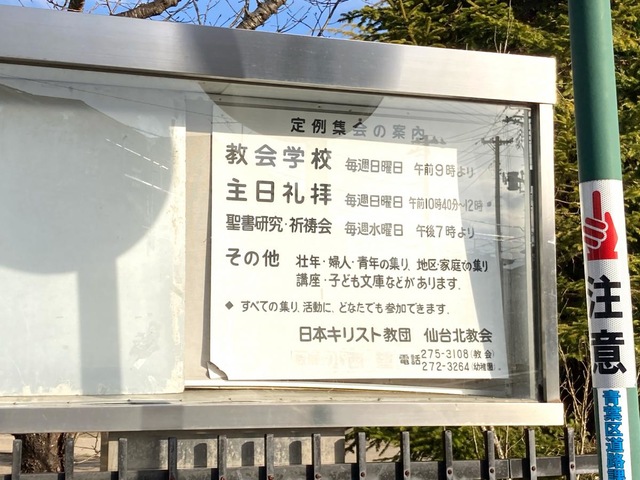 定例集会の案内
教会学校 毎週日曜日 午前9時より
主日礼拝 毎週日曜日 午前10時40分~12時
聖書研究・祈祷会 毎週水曜日 午後7時より
その他 壮年・婦人・青年の集り, 地区・家庭での集り
講座・子ども文庫などがあります.
◆ すべての集り, 活動に, どなたでも参加できます.
日本キリスト教団 仙台北教会
電話 275-3108(教会)
272-3264(幼稚園)
注意
青葉区道路課